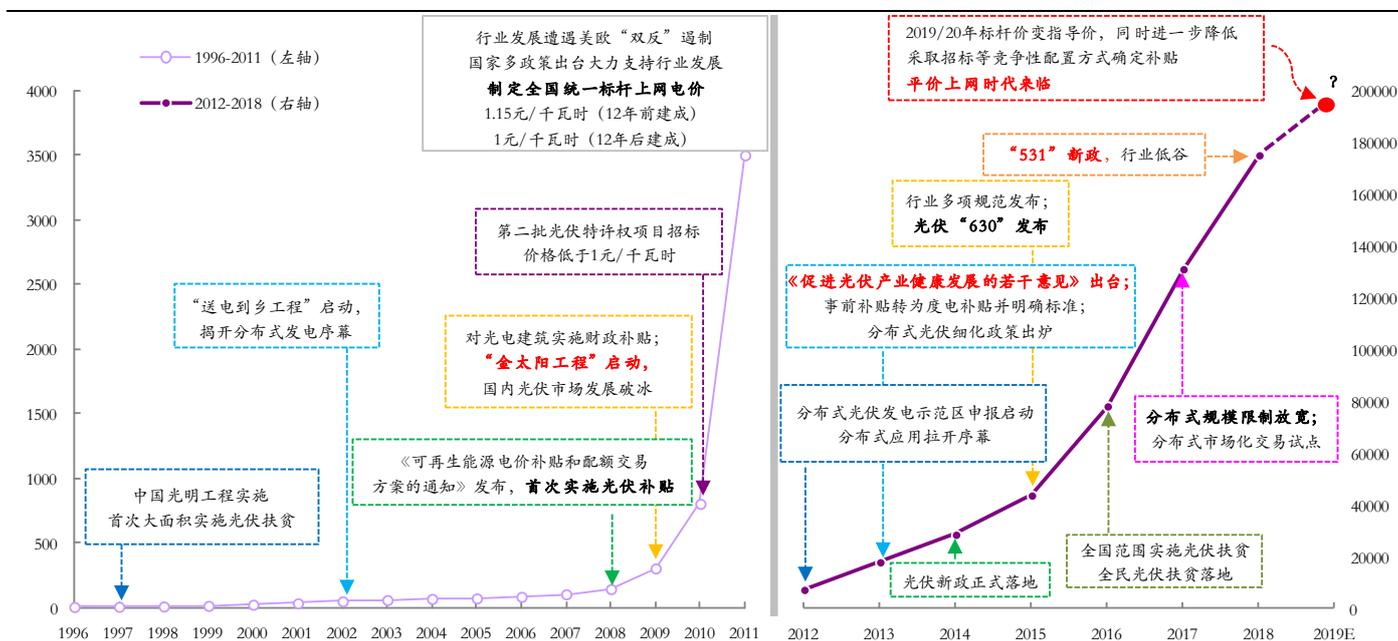 1996-2011（左轴）
2012-2018（右轴）
行业发展遭遇美欧“双反”遏制
国家多政策出台大力支持行业发展
制定全国统一标杆上网电价
1.15元/千瓦时（12年前建成）
1元/千瓦时（12年后建成）
第二批光伏特许权项目招标
价格低于1元/千瓦时
“送电到乡工程”启动，
揭开分布式发电序幕
对光电建筑实施财政补贴；
“金太阳工程”启动，
国内光伏市场发展破冰
《可再生能源电价补贴和配额交易
方案的通知》发布，首次实施光伏补贴
中国光明工程实施
首次大面积实施光伏扶贫
4000
3500
3000
2500
2000
1500
1000
500
0
1996 1997 1998 1999 2000 2001 2002 2003 2004 2005 2006 2007 2008 2009 2010 2011
2019/20年标杆价变指导价，同时进一步降低
采取招标等竞争性配置方式确定补贴
平价上网时代来临
？
“531”新政，行业低谷
行业多项规范发布；
光伏“630”发布
《促进光伏产业健康发展的若干意见》出台；
事前补贴转为度电补贴并明确标准；
分布式光伏细化政策出炉
分布式光伏发电示范区申报启动
分布式应用拉开序幕
分布式规模限制放宽；
分布式市场化交易试点
全国范围实施光伏扶贫
全民光伏扶贫落地
光伏新政正式落地
200000
180000
160000
140000
120000
100000
80000
60000
40000
20000
0
2012 2013 2014 2015 2016 2017 2018 2019E